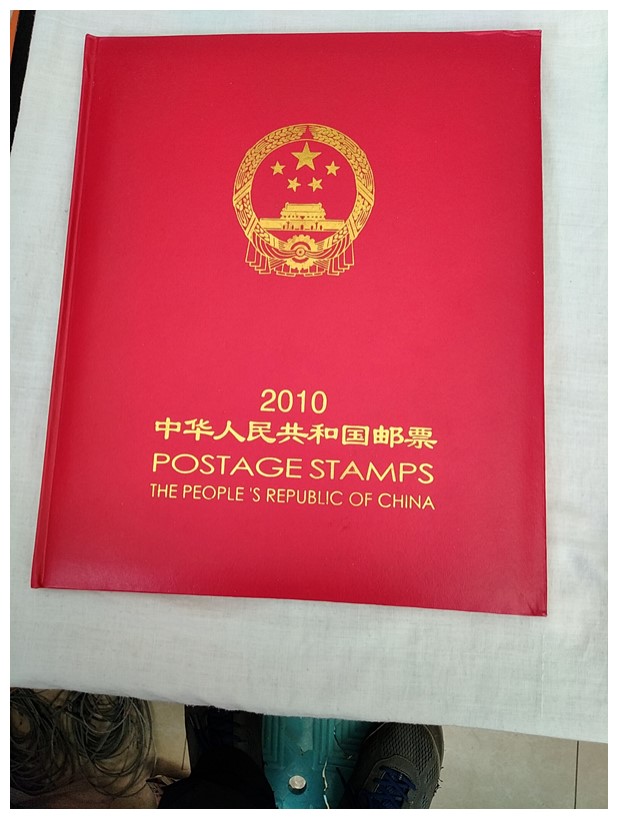 2010
中华人民共和国邮票
POSTAGE STAMPS
THE PEOPLE 'S REPUBLIC OF CHINA